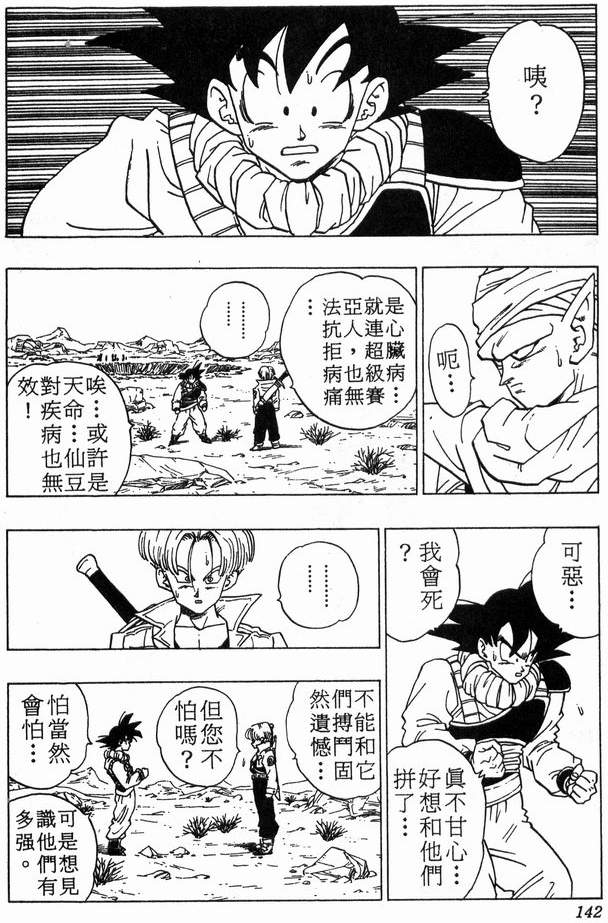 咦?
呃…
是心臟病…
就連超級賽
亞人，也無
法抗拒病痛
…
……
唉…或許是
天命…仙豆
對疾病也無
效!
可惡…
我會死
?
眞不甘心…
好想和他們
拼了…
……
不能和它
們搏鬥固
然遺憾…
但您不
怕嗎?
怕當然
會怕…
可是想見
識他們有
多强。
142